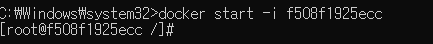 C:₩Windows₩system32>docker start -i f508f1925ecc
[root@f508f1925ecc /]#